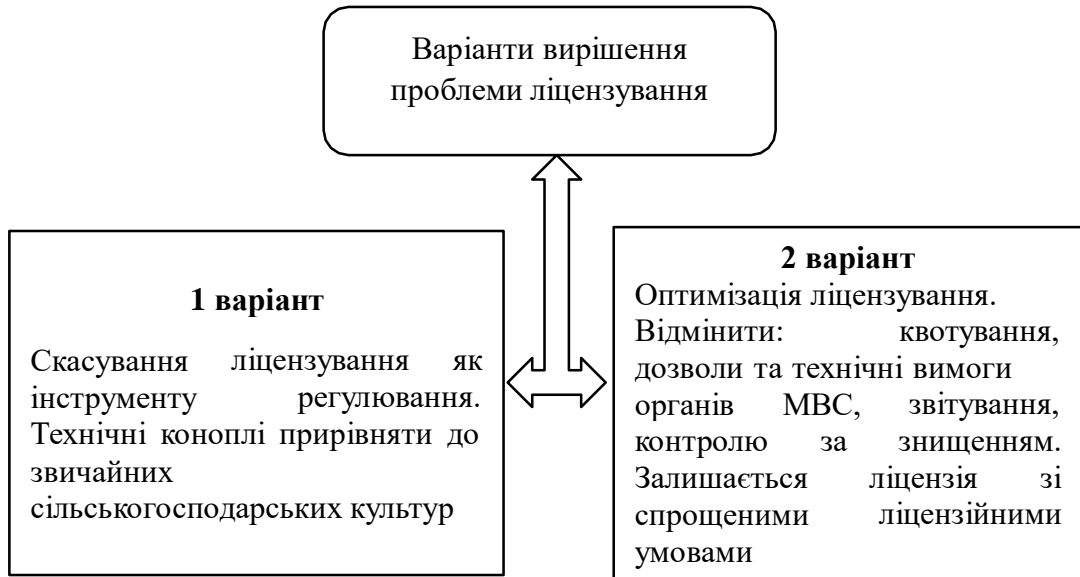 Варіанти вирішення
проблеми ліцензування
1 варіант
Скасування ліцензування як
інструменту регулювання.
Технічні коноплі прирівняти до
звичайних
сільськогосподарських культур
2 варіант
Оптимізація ліцензування.
Відмінити: квотування,
дозволи та технічні вимоги
органів МВС, звітування,
контролю за знищенням.
Залишається ліцензія зі
спрощеними ліцензійними
умовами